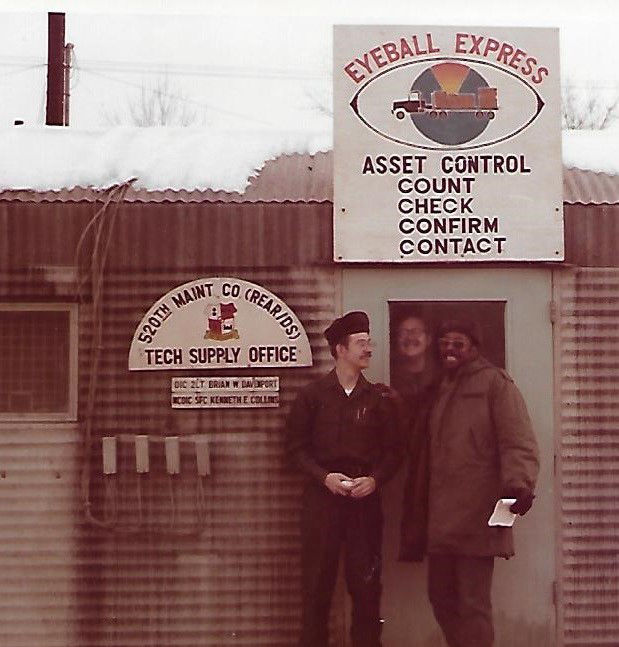 EYEBALL EXPRESS
ASSET CONTROL
COUNT
CHECK
CONFIRM
CONTACT
520TH MAINT CO (REAR/DS)
TECH SUPPLY OFFICE
OIC 2LT BRIAN W DAVENPORT
NCOIC SFC KENNETH E COLLINS